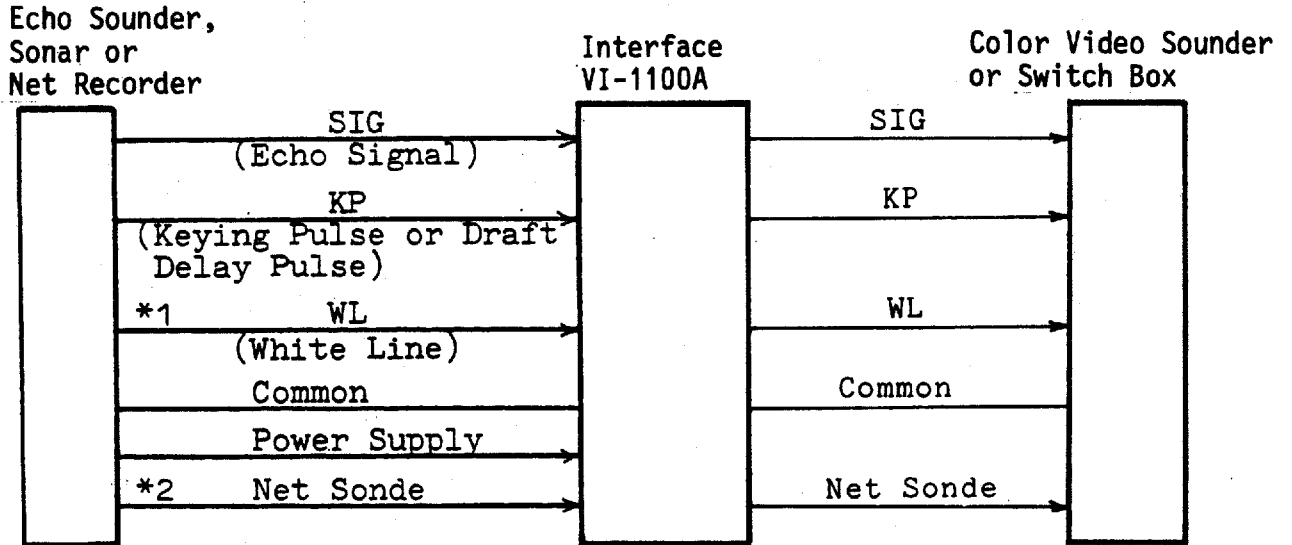 Echo Sounder,
Sonar or
Net Recorder
Interface
VI-1100A
Color Video Sounder
or Switch Box
SIG
(Echo Signal)
KP
(Keying Pulse or Draft
Delay Pulse)
*1 WL
(White Line)
Common
Power Supply
*2 Net Sonde
SIG
KP
WL
Common
Net Sonde